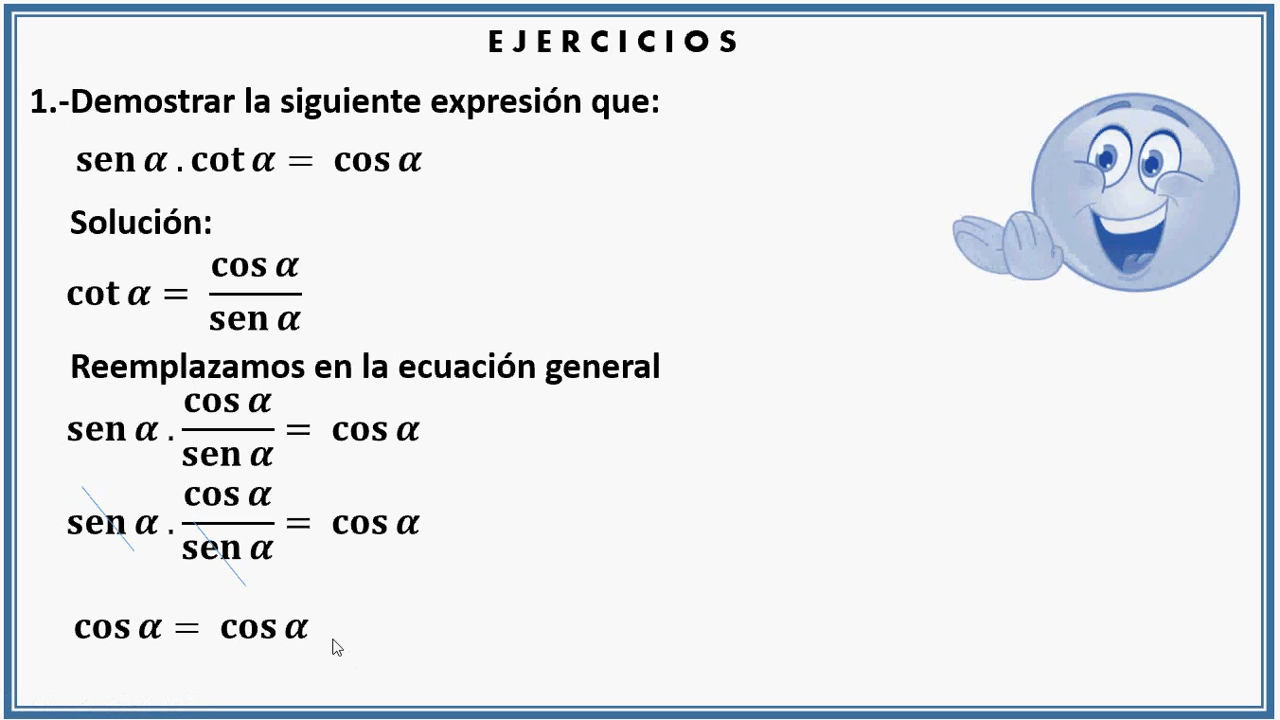 EJERCICIOS
1.-Demostrar la siguiente expresión que:
sen α . cot α = cos α
Solución:
cot α = cos α / sen α
Reemplazamos en la ecuación general
sen α . cos α / sen α = cos α
sen α . cos α / sen α = cos α
cos α = cos α